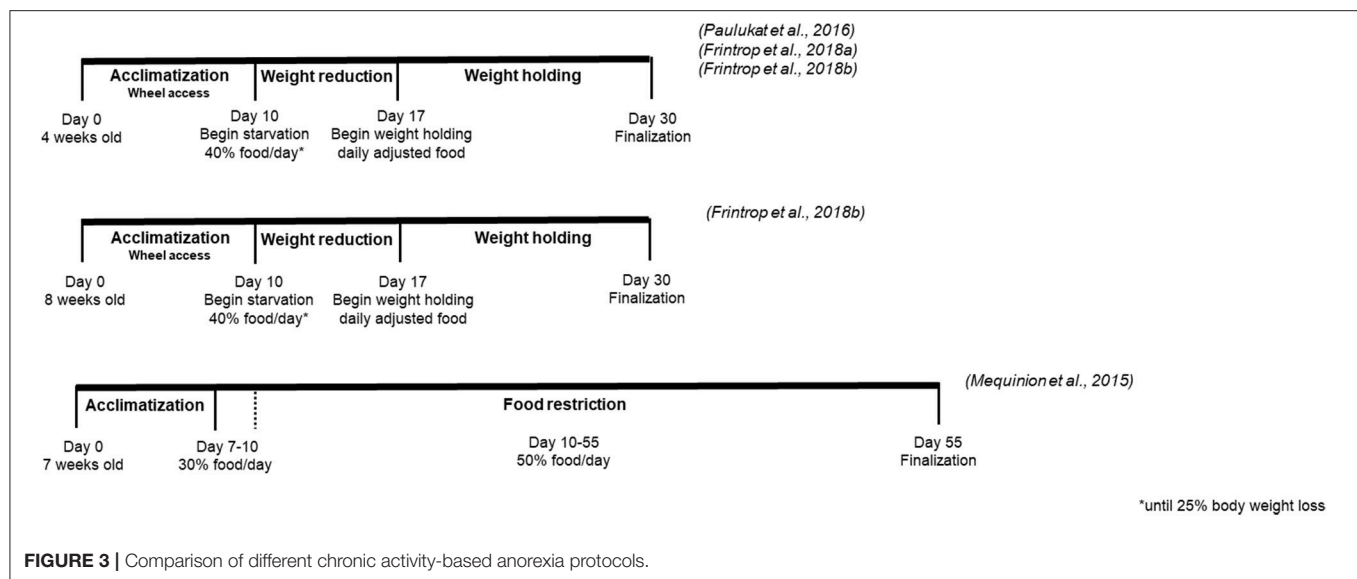 (Paulukat et al., 2016)
(Frintrop et al., 2018a)
(Frintrop et al., 2018b)
Acclimatization Weight reduction Weight holding
Wheel access
Day 0 Day 10 Day 17 Day 30
4 weeks old Begin starvation Begin weight holding Finalization
40% food/day* daily adjusted food
(Frintrop et al., 2018b)
Acclimatization Weight reduction Weight holding
Wheel access
Day 0 Day 10 Day 17 Day 30
8 weeks old Begin starvation Begin weight holding Finalization
40% food/day* daily adjusted food
(Mequinion et al., 2015)
Acclimatization Food restriction
Day 0 Day 7-10 Day 10-55 Day 55
7 weeks old 30% food/day 50% food/day Finalization
*until 25% body weight loss
FIGURE 3 | Comparison of different chronic activity-based anorexia protocols.